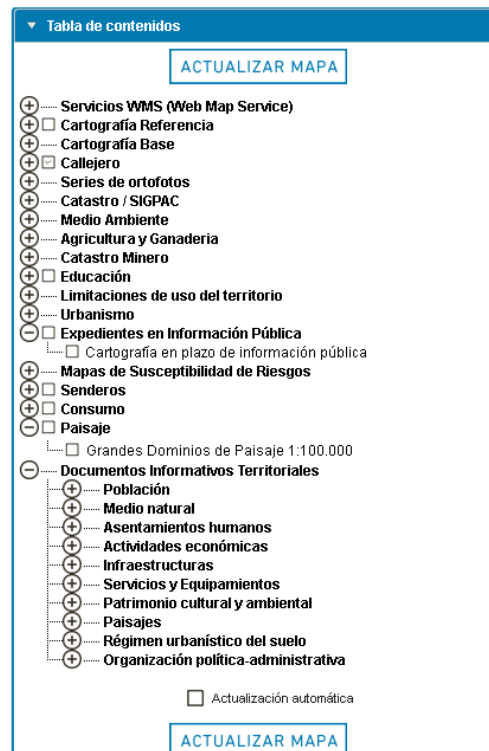 Tabla de contenidos
ACTUALIZAR MAPA
Servicios WMS (Web Map Service)
Cartografía Referencia
Cartografía Base
Callejero
Series de ortofotos
Catastro / SIGPAC
Medio Ambiente
Agricultura y Ganaderia
Catastro Minero
Educación
Limitaciones de uso del territorio
Urbanismo
Expedientes en Información Pública
Cartografía en plazo de información pública
Mapas de Susceptibilidad de Riesgos
Senderos
Consumo
Paisaje
Grandes Dominios de Paisaje 1:100.000
Documentos Informativos Territoriales
Población
Medio natural
Asentamientos humanos
Actividades económicas
Infraestructuras
Servicios y Equipamientos
Patrimonio cultural y ambiental
Paisajes
Régimen urbanístico del suelo
Organización política-administrativa
Actualización automática
ACTUALIZAR MAPA